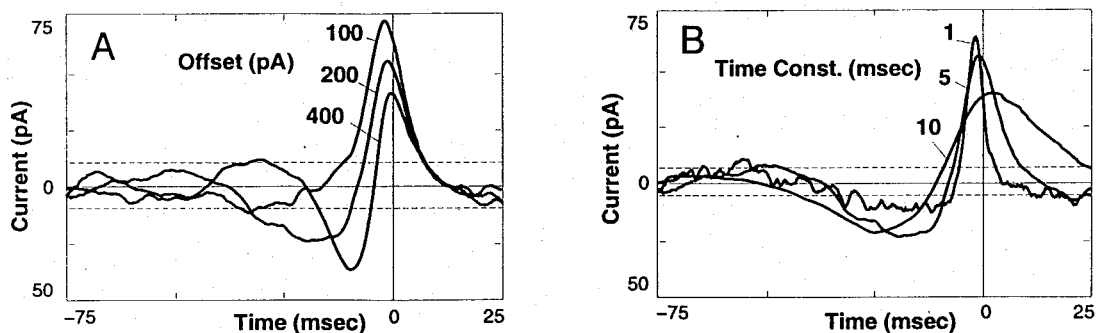 75
A
Offset (pA)
100
200
400
Current (pA)
0
50
−75
Time (msec)
0
25
75
B
Time Const. (msec)
1
5
10
Current (pA)
0
50
−75
Time (msec)
0
25